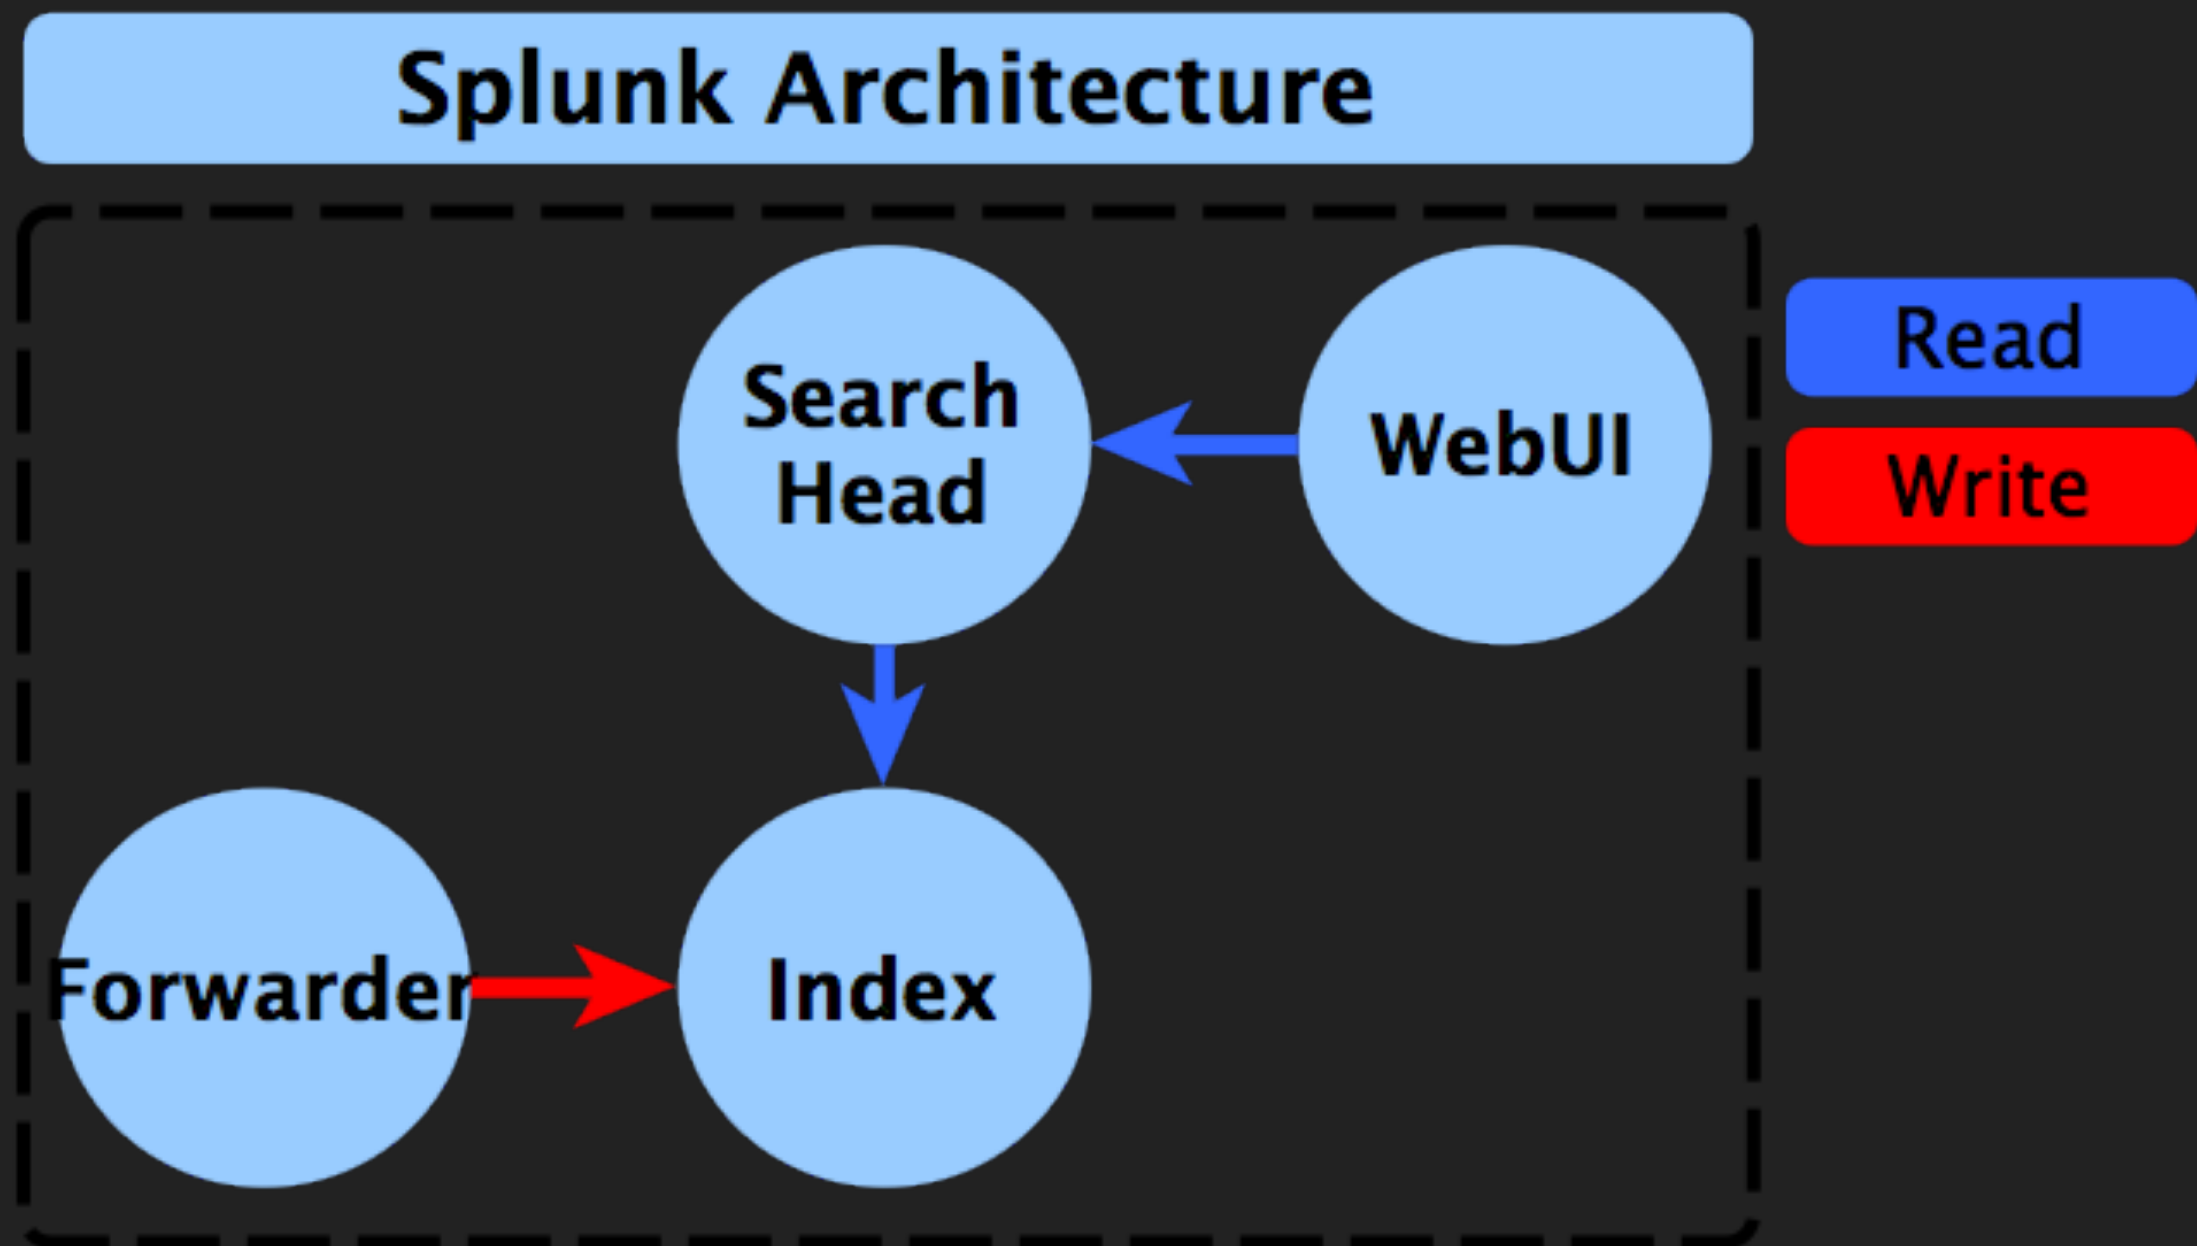 Splunk Architecture
Search
Head
WebUI
Read
Write
Forwarder
Index